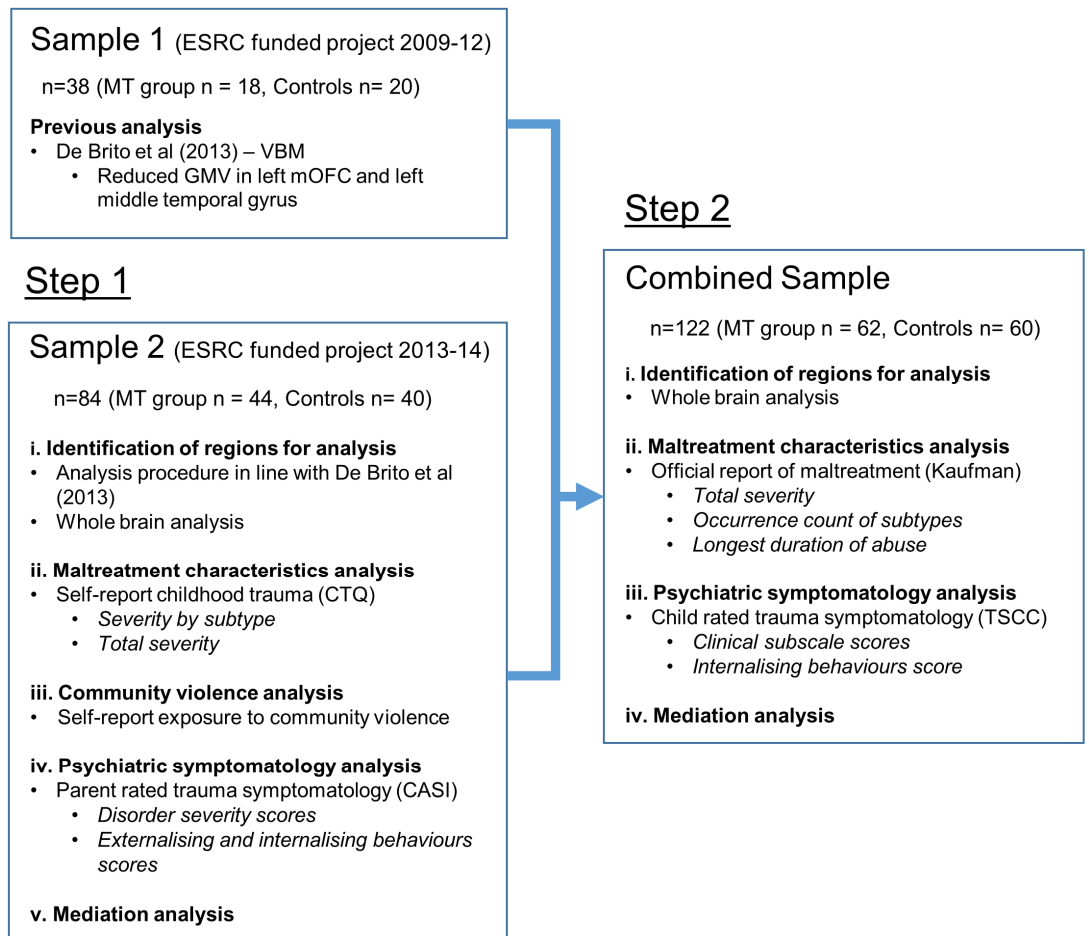 Sample 1 (ESRC funded project 2009-12)
n=38 (MT group n = 18, Controls n= 20)
Previous analysis
• De Brito et al (2013) – VBM
• Reduced GMV in left mOFC and left
middle temporal gyrus
Step 1
Sample 2 (ESRC funded project 2013-14)
n=84 (MT group n = 44, Controls n= 40)
i. Identification of regions for analysis
• Analysis procedure in line with De Brito et al
(2013)
• Whole brain analysis
ii. Maltreatment characteristics analysis
• Self-report childhood trauma (CTQ)
• Severity by subtype
• Total severity
iii. Community violence analysis
• Self-report exposure to community violence
iv. Psychiatric symptomatology analysis
• Parent rated trauma symptomatology (CASI)
• Disorder severity scores
• Externalising and internalising behaviours
scores
v. Mediation analysis
Step 2
Combined Sample
n=122 (MT group n = 62, Controls n= 60)
i. Identification of regions for analysis
• Whole brain analysis
ii. Maltreatment characteristics analysis
• Official report of maltreatment (Kaufman)
• Total severity
• Occurrence count of subtypes
• Longest duration of abuse
iii. Psychiatric symptomatology analysis
• Child rated trauma symptomatology (TSCC)
• Clinical subscale scores
• Internalising behaviours score
iv. Mediation analysis